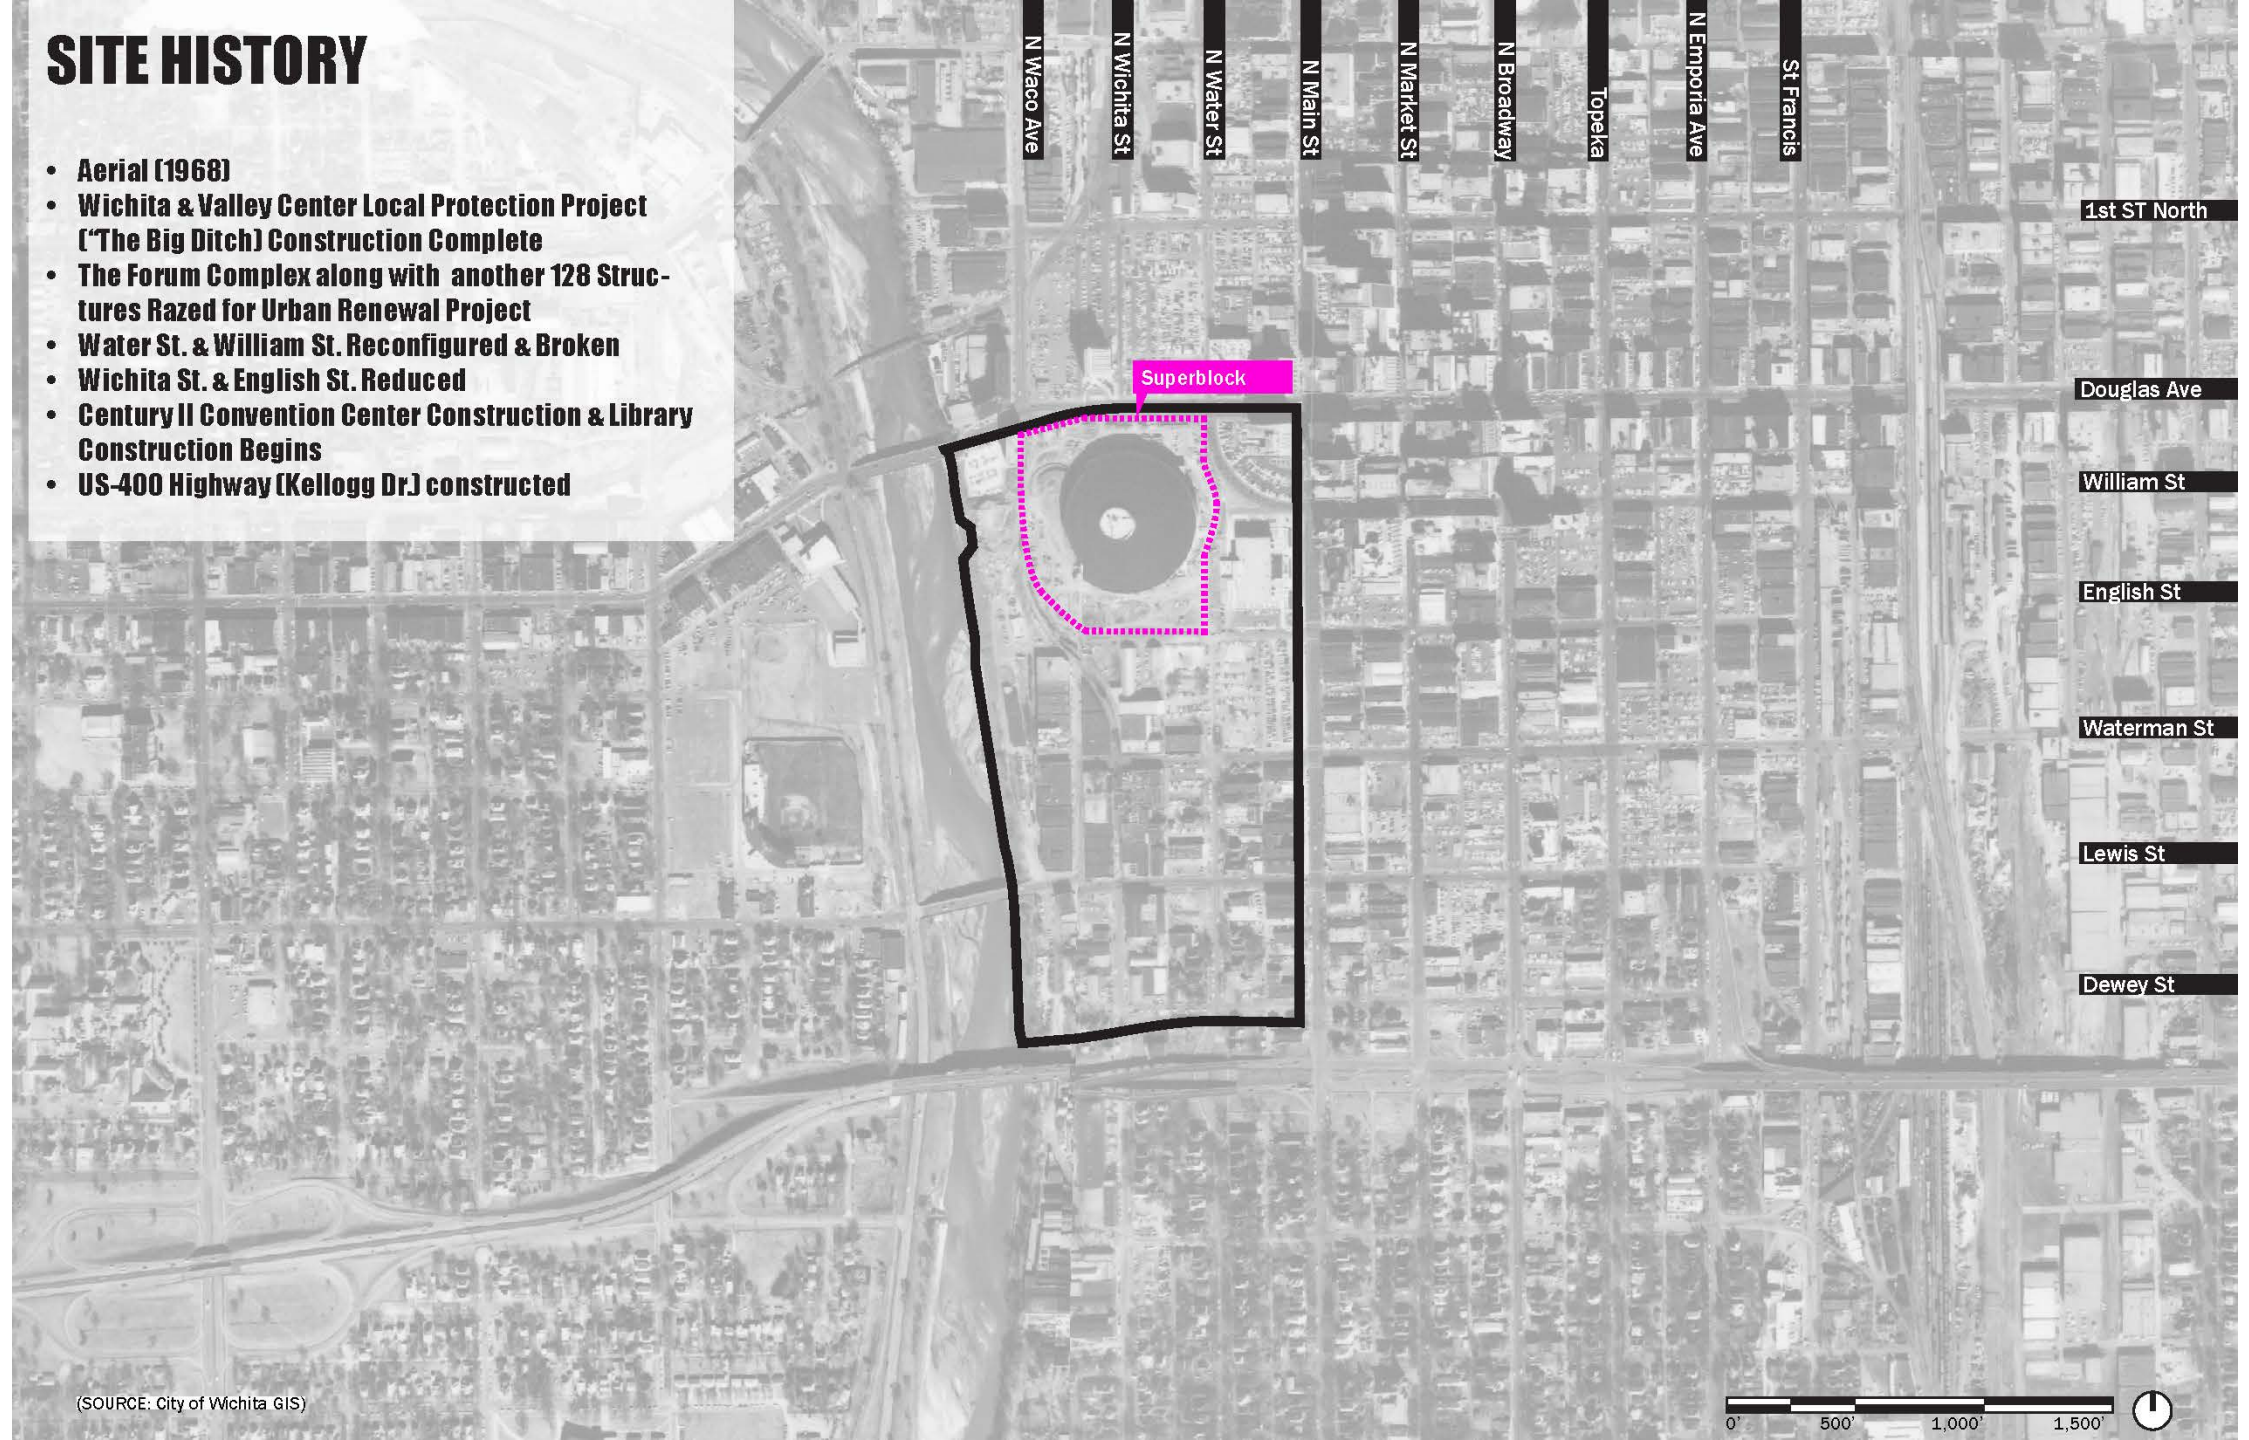 SITE HISTORY
• Aerial (1968)
• Wichita & Valley Center Local Protection Project
(“The Big Ditch) Construction Complete
• The Forum Complex along with another 128 Struc-
tures Razed for Urban Renewal Project
• Water St. & William St. Reconfigured & Broken
• Wichita St. & English St. Reduced
• Century II Convention Center Construction & Library
Construction Begins
• US-400 Highway (Kellogg Dr.) constructed
N Waco Ave
N Wichita St
N Water St
N Main St
N Market St
N Broadway
Topeka
N Emporia Ave
St Francis
1st ST North
Superblock
Douglas Ave
William St
English St
Waterman St
Lewis St
Dewey St
(SOURCE: City of Wichita GIS)
0' 500' 1,000' 1,500'